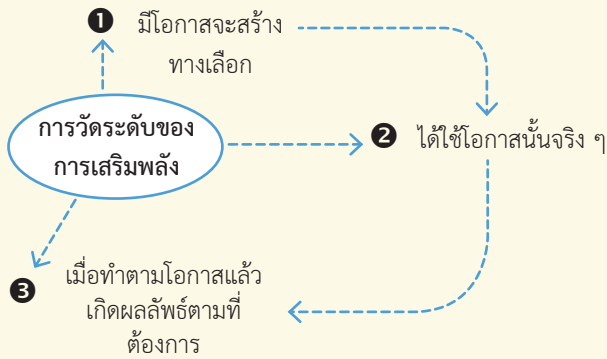 ❶ มีโอกาสจะสร้าง
ทางเลือก
การวัดระดับของ
การเสริมพลัง
❷ ได้ใช้โอกาสนั้นจริง ๆ
❸ เมื่อทำตามโอกาสแล้ว
เกิดผลลัพธ์ตามที่
ต้องการ